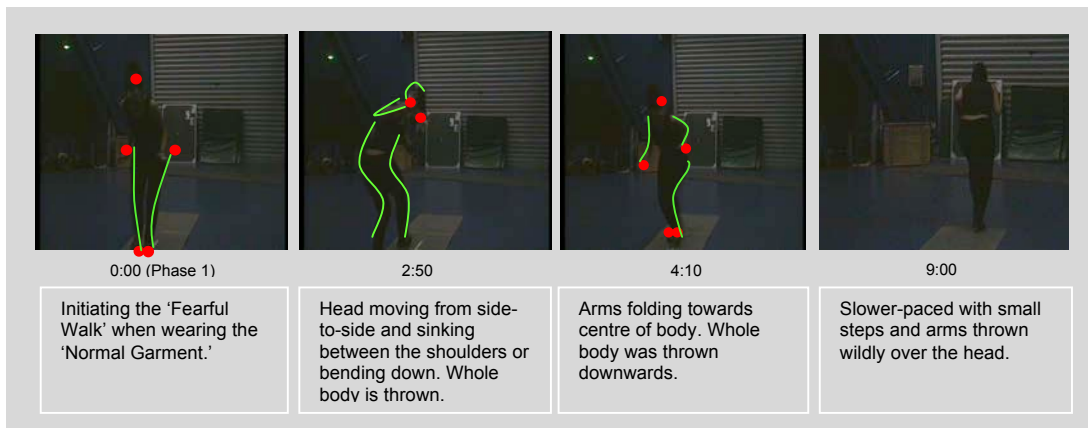 0:00 (Phase 1)
2:50
4:10
9:00
Initiating the ‘Fearful
Walk’ when wearing the
‘Normal Garment.’
Head moving from side-
to-side and sinking
between the shoulders or
bending down. Whole
body is thrown.
Arms folding towards
centre of body. Whole
body was thrown
downwards.
Slower-paced with small
steps and arms thrown
wildly over the head.